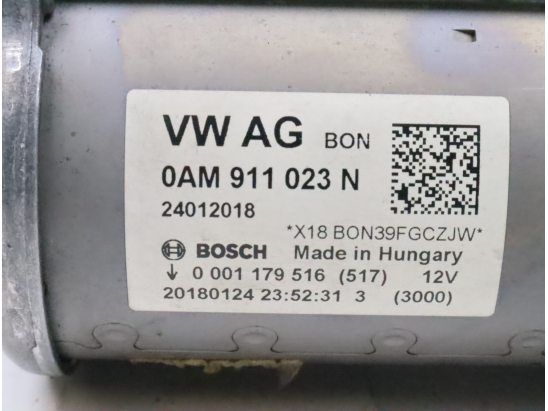 VW AG BON
0AM 911 023 N
24012018
*X18 BON39FGCZJW*
BOSCH Made in Hungary
↓ 0 001 179 516 (517) 12V
20180124 23:52:31 3 (3000)